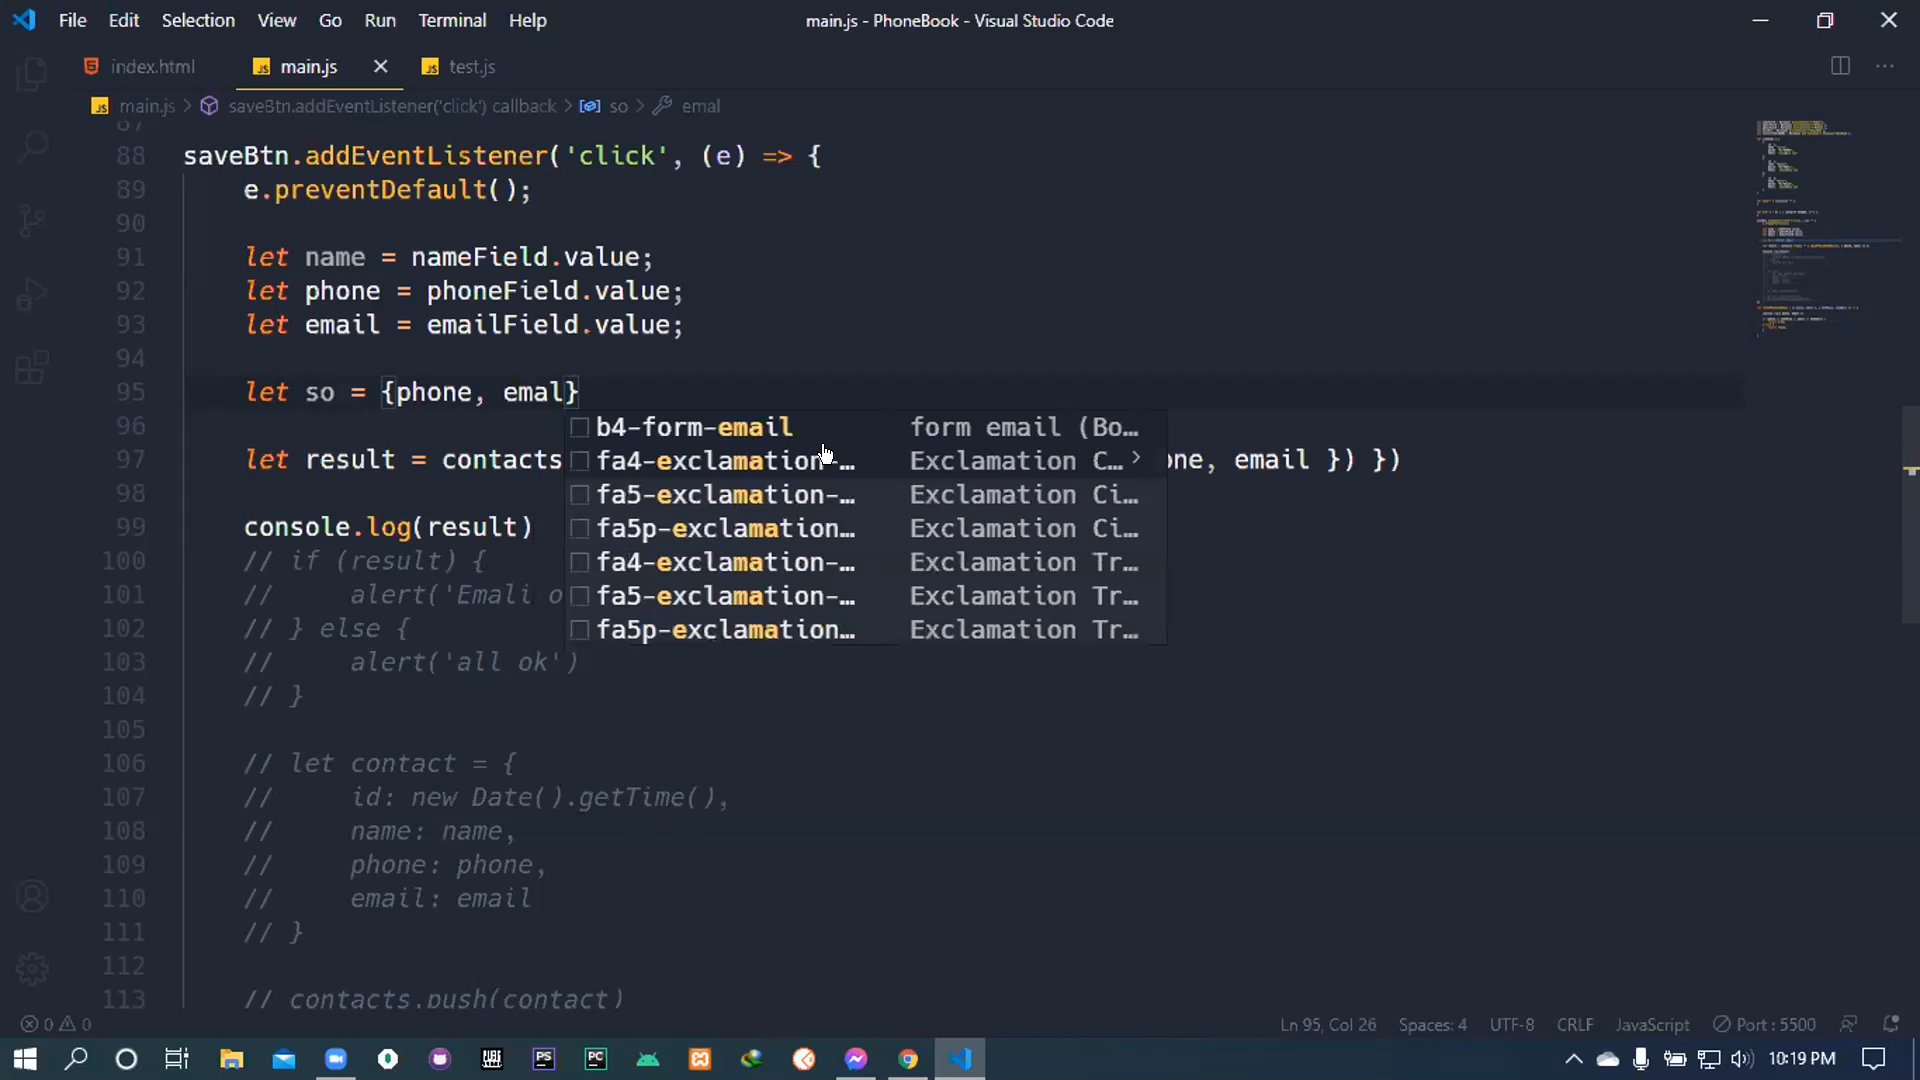 File Edit Selection View Go Run Terminal Help main.js - PhoneBook - Visual Studio Code
index.html main.js test.js
main.js > saveBtn.addEventListener('click') callback > so > emal
87
88 saveBtn.addEventListener('click', (e) => {
89 e.preventDefault();
90
91 let name = nameField.value;
92 let phone = phoneField.value;
93 let email = emailField.value;
94
95 let so = {phone, emal}
96 b4-form-email form email (Bo…
97 let result = contacts fa4-exclamation-… Exclamation C… > one, email }) })
98 fa5-exclamation-… Exclamation Ci…
99 console.log(result) fa5p-exclamation… Exclamation Ci…
100 // if (result) { fa4-exclamation-… Exclamation Tr…
101 // alert('Emali o fa5-exclamation-… Exclamation Tr…
102 // } else { fa5p-exclamation… Exclamation Tr…
103 // alert('all ok')
104 // }
105
106 // let contact = {
107 // id: new Date().getTime(),
108 // name: name,
109 // phone: phone,
110 // email: email
111 // }
112
113 // contacts.push(contact)
0 0 Ln 95, Col 26 Spaces: 4 UTF-8 CRLF JavaScript Port : 5500
PS PC 10:19 PM